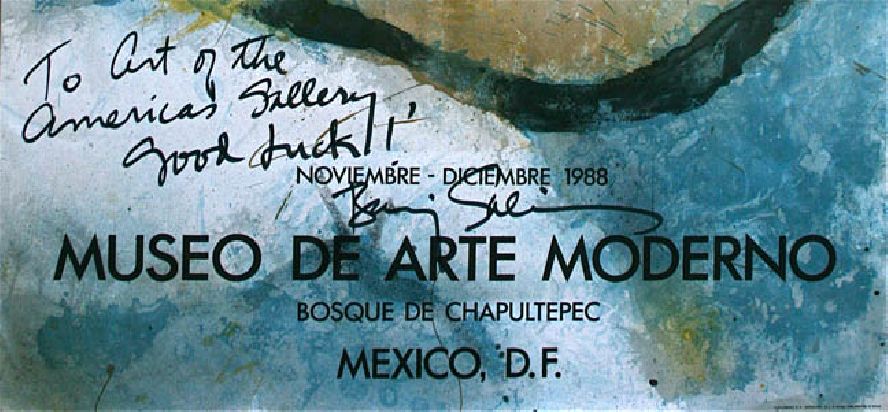 To Art of the
Americas Gallery
Good Luck!!
NOVIEMBRE - DICIEMBRE 1988
MUSEO DE ARTE MODERNO
BOSQUE DE CHAPULTEPEC
MEXICO, D.F.